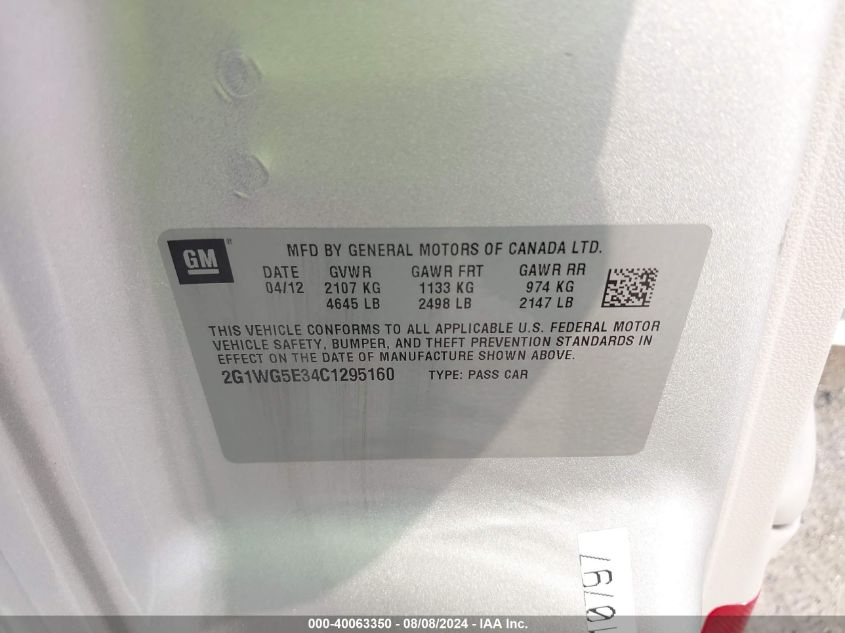 GM
MFD BY GENERAL MOTORS OF CANADA LTD.
DATE GVWR GAWR FRT GAWR RR
04/12 2107 KG 1133 KG 974 KG
4645 LB 2498 LB 2147 LB
THIS VEHICLE CONFORMS TO ALL APPLICABLE U.S. FEDERAL MOTOR
VEHICLE SAFETY, BUMPER, AND THEFT PREVENTION STANDARDS IN
EFFECT ON THE DATE OF MANUFACTURE SHOWN ABOVE.
2G1WG5E34C1295160 TYPE: PASS CAR
000-40063350 - 08/08/2024 - IAA Inc.